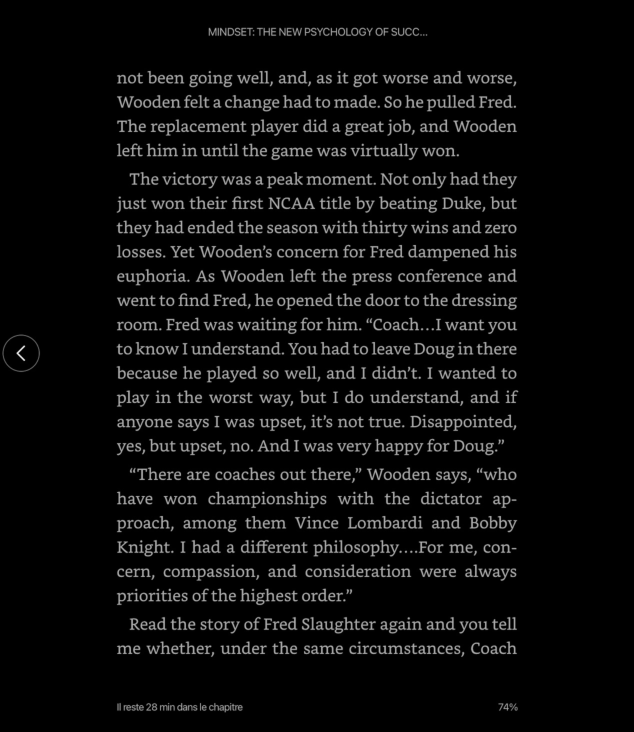 MINDSET: THE NEW PSYCHOLOGY OF SUCC...
not been going well, and, as it got worse and worse,
Wooden felt a change had to made. So he pulled Fred.
The replacement player did a great job, and Wooden
left him in until the game was virtually won.
The victory was a peak moment. Not only had they
just won their first NCAA title by beating Duke, but
they had ended the season with thirty wins and zero
losses. Yet Wooden’s concern for Fred dampened his
euphoria. As Wooden left the press conference and
went to find Fred, he opened the door to the dressing
room. Fred was waiting for him. “Coach…I want you
to know I understand. You had to leave Doug in there
because he played so well, and I didn’t. I wanted to
play in the worst way, but I do understand, and if
anyone says I was upset, it’s not true. Disappointed,
yes, but upset, no. And I was very happy for Doug.”
“There are coaches out there,” Wooden says, “who
have won championships with the dictator ap-
proach, among them Vince Lombardi and Bobby
Knight. I had a different philosophy.…For me, con-
cern, compassion, and consideration were always
priorities of the highest order.”
Read the story of Fred Slaughter again and you tell
me whether, under the same circumstances, Coach
Il reste 28 min dans le chapitre
74%